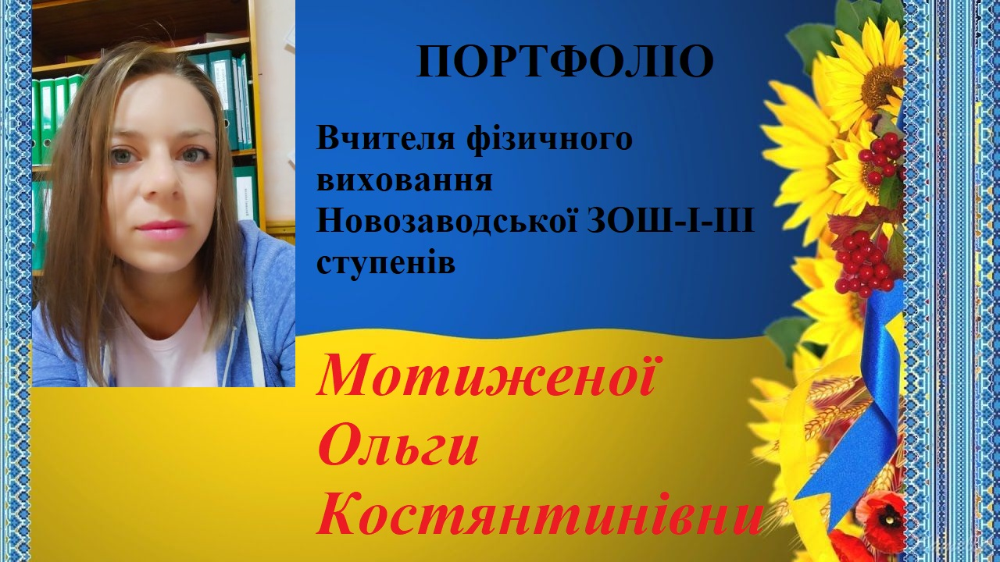 ПОРТФОЛІО
Вчителя фізичного
виховання
Новозаводської ЗОШ-І-ІІІ
ступенів
Мотиженої
Ольги
Костянтинівни